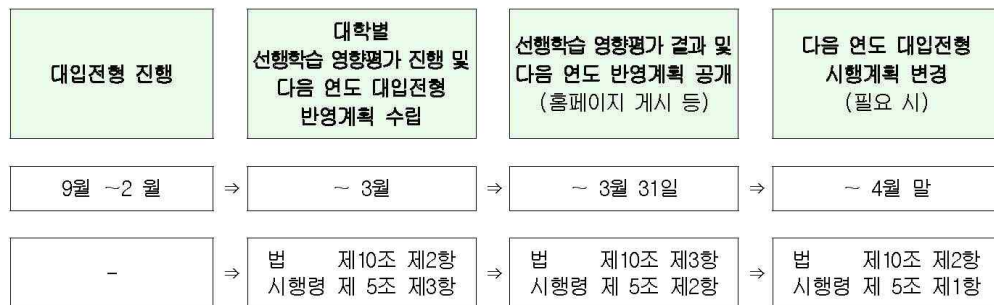 대입전형 진행
대학별
선행학습 영향평가 진행 및
다음 연도 대입전형
반영계획 수립
선행학습 영향평가 결과 및
다음 연도 반영계획 공개
(홈페이지 게시 등)
다음 연도 대입전형
시행계획 변경
(필요 시)
9월 ~2 월 ⇒ ~ 3월 ⇒ ~ 3월 31일 ⇒ ~ 4월 말
- ⇒
법 제10조 제2항
시행령 제 5조 제3항
⇒
법 제10조 제3항
시행령 제 5조 제2항
⇒
법 제10조 제2항
시행령 제 5조 제1항